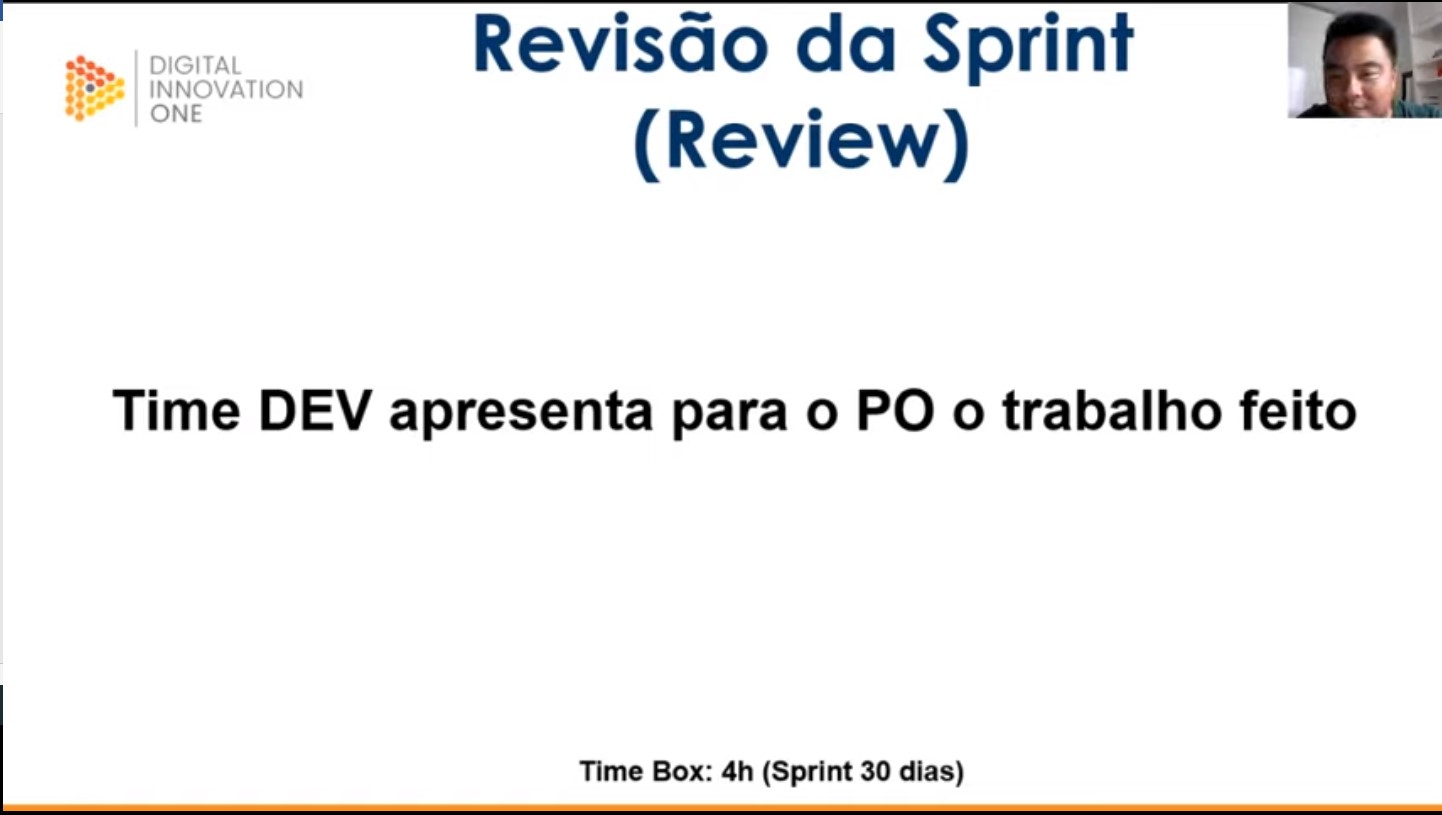 DIGITAL
INNOVATION
ONE
Revisão da Sprint
(Review)
Time DEV apresenta para o PO o trabalho feito
Time Box: 4h (Sprint 30 dias)